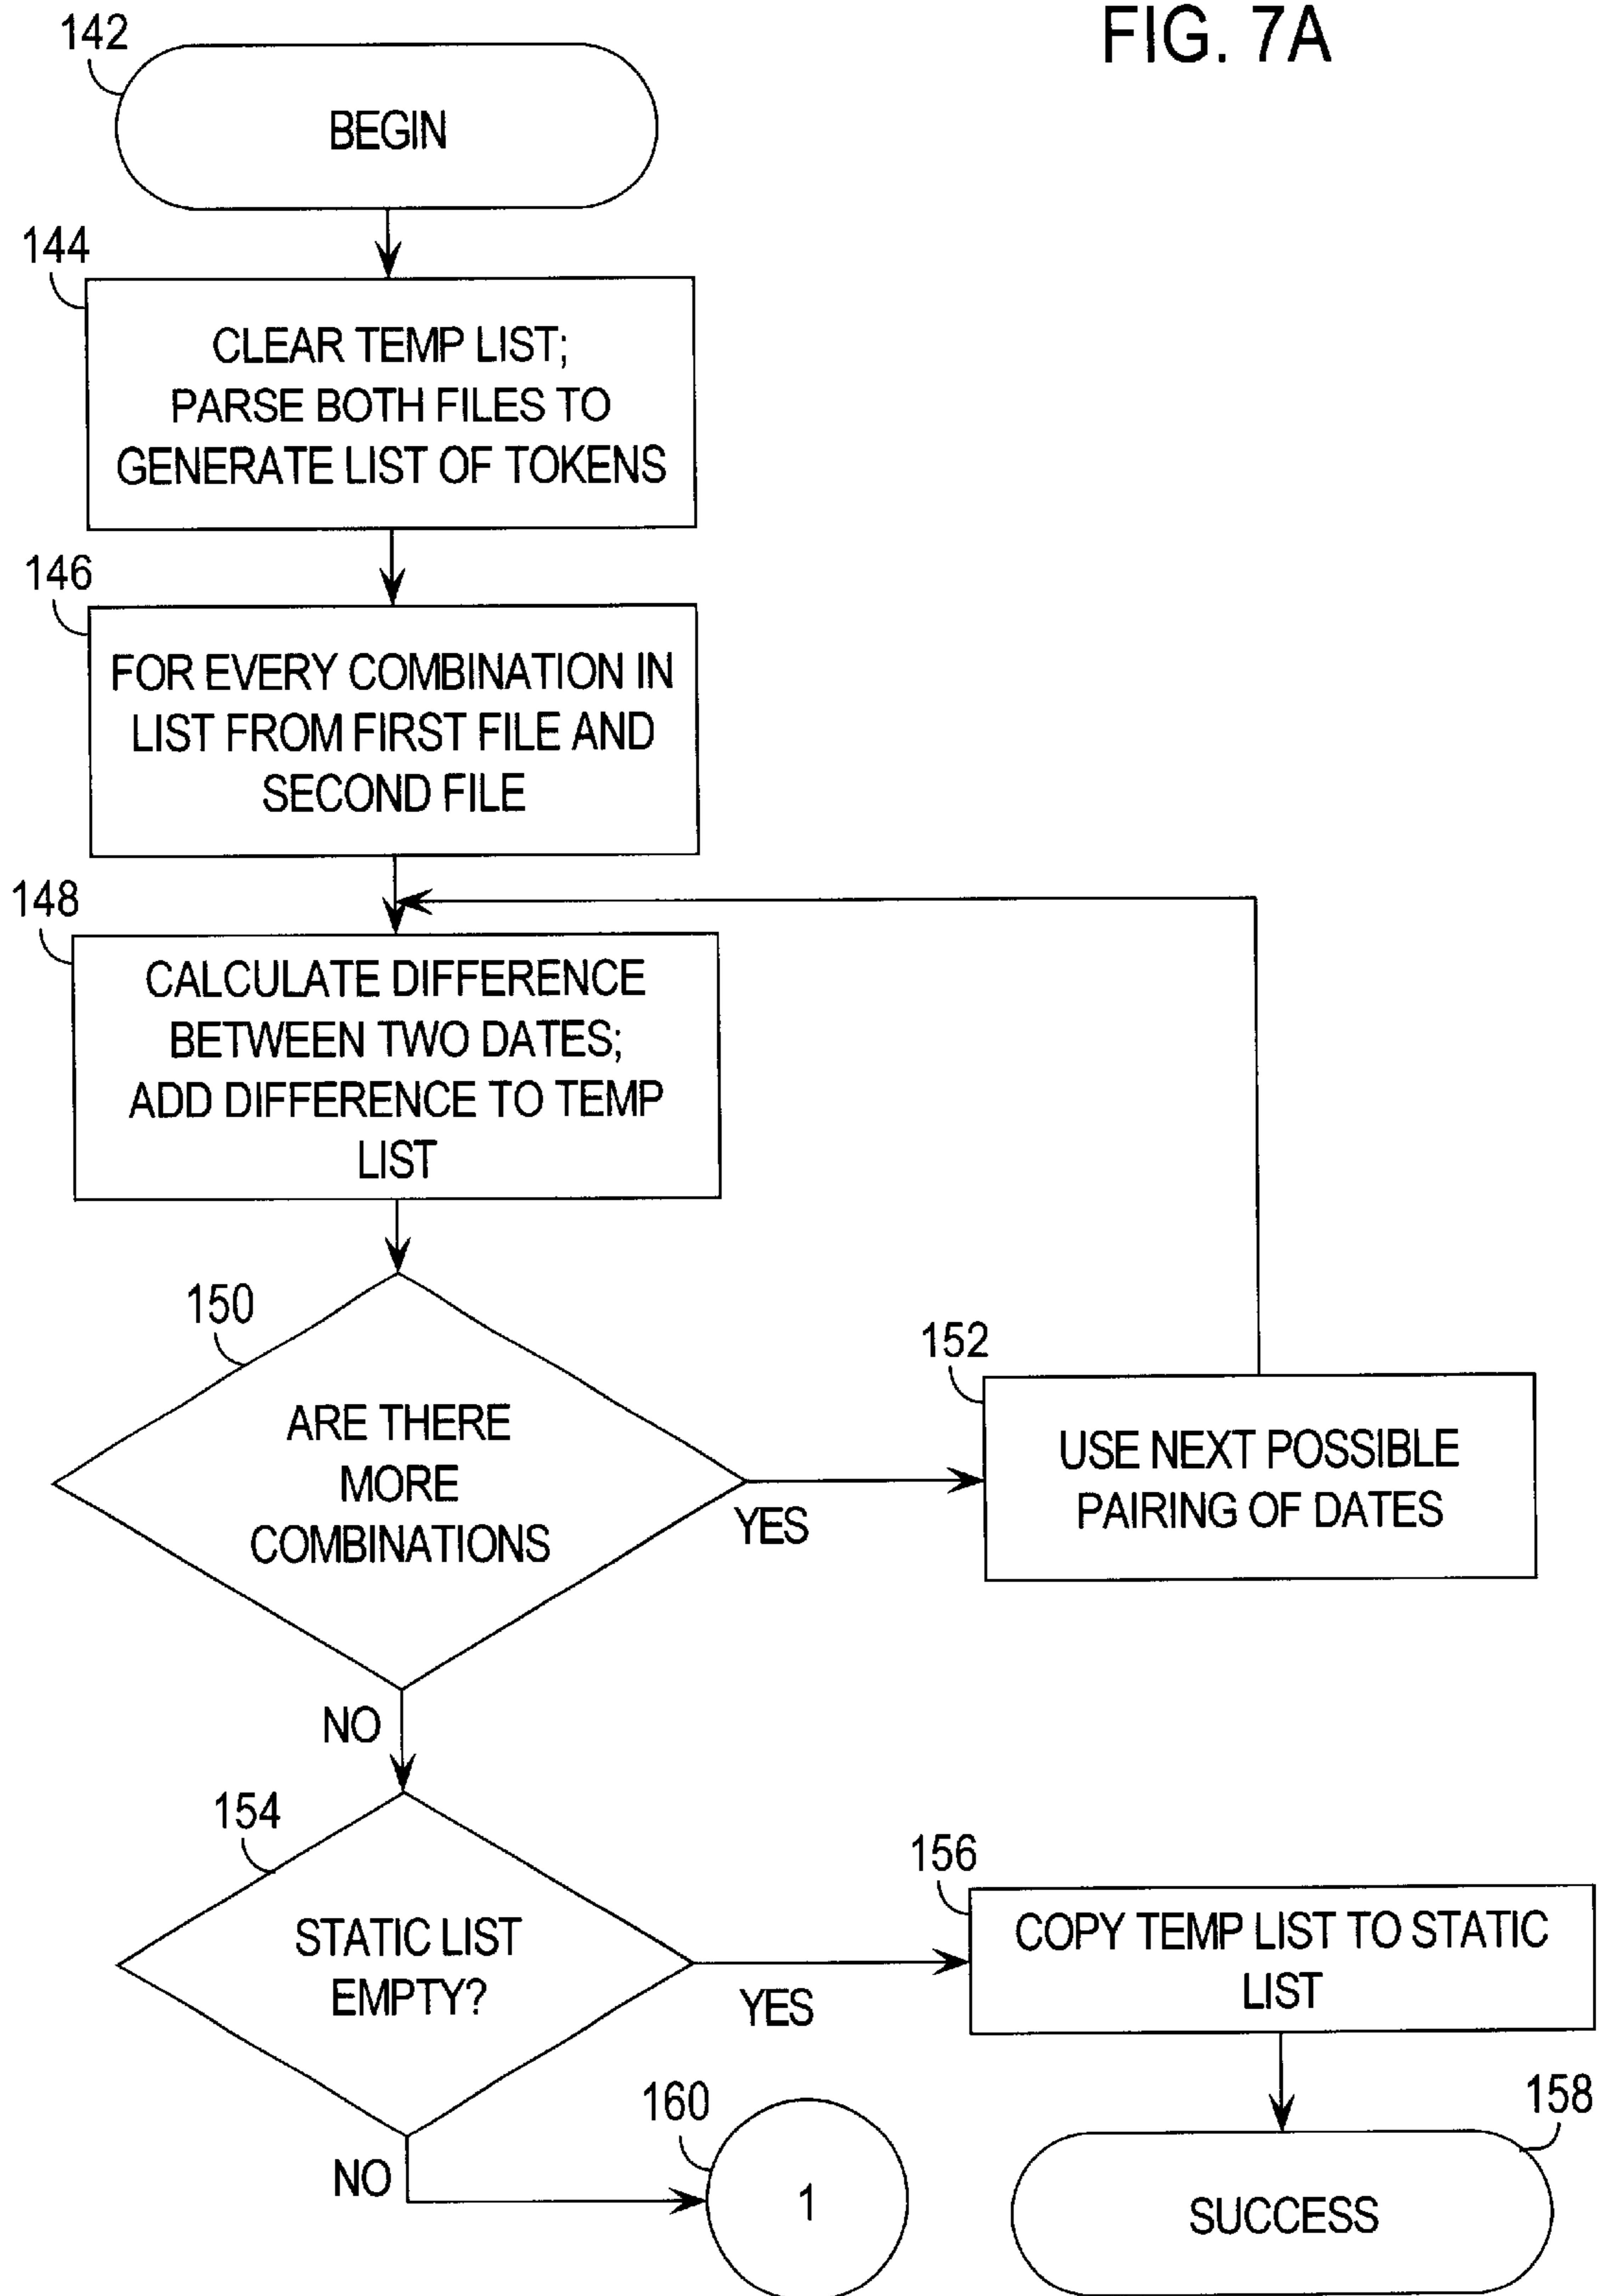 FIG. 7A
142
BEGIN
144
CLEAR TEMP LIST;
PARSE BOTH FILES TO
GENERATE LIST OF TOKENS
146
FOR EVERY COMBINATION IN
LIST FROM FIRST FILE AND
SECOND FILE
148
CALCULATE DIFFERENCE
BETWEEN TWO DATES;
ADD DIFFERENCE TO TEMP
LIST
150
ARE THERE
MORE
COMBINATIONS
YES
152
USE NEXT POSSIBLE
PAIRING OF DATES
NO
154
STATIC LIST
EMPTY?
YES
156
COPY TEMP LIST TO STATIC
LIST
NO
160
1
158
SUCCESS